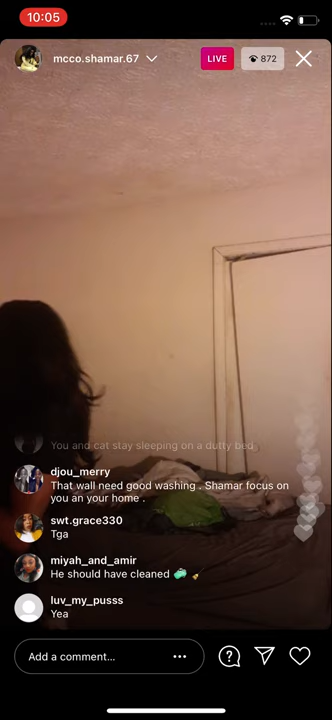 10:05
mcco.shamar.67
LIVE
872
You and cat stay sleeping on a dutty bed
djou_merry
That wall need good washing . Shamar focus on
you an your home .
swt.grace330
Tga
miyah_and_amir
He should have cleaned 🧼 🧹
luv_my_pusss
Yea
Add a comment...